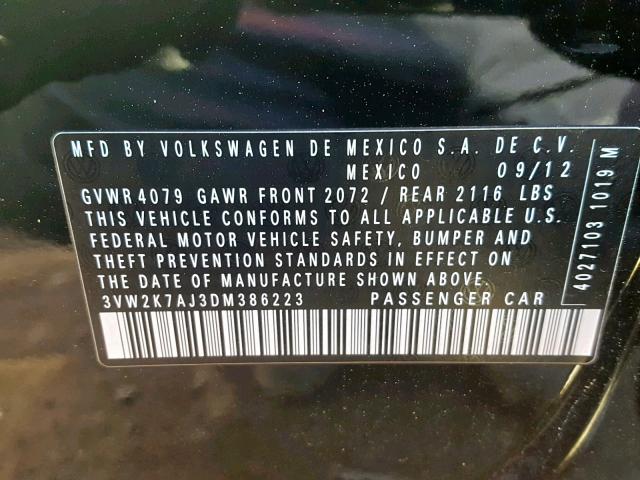 MFD BY VOLKSWAGEN DE MEXICO S.A. DE C.V.
MEXICO 09/12
GVWR 4079 GAWR FRONT 2072 / REAR 2116 LBS
THIS VEHICLE CONFORMS TO ALL APPLICABLE U.S.
FEDERAL MOTOR VEHICLE SAFETY, BUMPER AND
THEFT PREVENTION STANDARDS IN EFFECT ON
THE DATE OF MANUFACTURE SHOWN ABOVE.
3VW2K7AJ3DM386223 PASSENGER CAR
4027103 1019 M